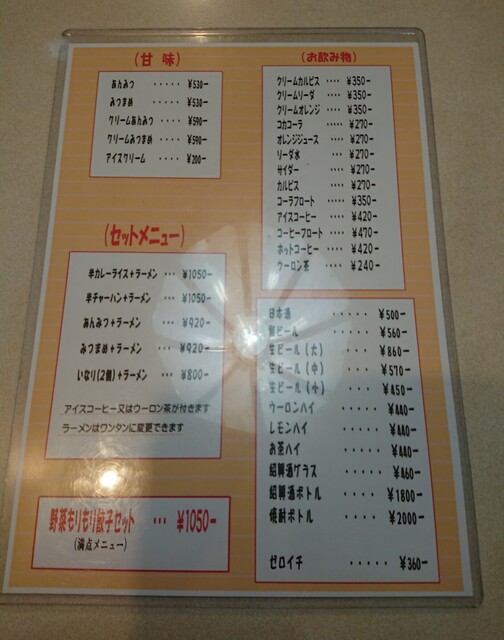 (甘 味)
あんみつ ····· ¥530-
みつまめ ····· ¥530-
クリームあんみつ ···· ¥590-
クリームみつまめ ···· ¥590-
アイスクリーム ····· ¥200-
(セットメニュー)
半カレーライス+ラーメン ··· ¥1050-
半チャーハン+ラーメン ··· ¥1050-
あんみつ+ラーメン ··· ¥920-
みつまめ+ラーメン ··· ¥920-
いなり(2個)+ラーメン ··· ¥800-
アイスコーヒー又はウーロン茶が付きます
ラーメンはワンタンに変更できます
野菜もりもり餃子セット ··· ¥1050-
(満点メニュー)
(お飲み物)
クリームカルピス ···· ¥350-
クリームソーダ ···· ¥350-
クリームオレンジ ···· ¥350-
コカコーラ ····· ¥270-
オレンジジュース ···· ¥270-
ソーダ水 ····· ¥270-
サイダー ····· ¥270-
カルピス ····· ¥270-
コーラフロート ····· ¥350-
アイスコーヒー ····· ¥420-
コーヒーフロート ···· ¥470-
ホットコーヒー ····· ¥420-
ウーロン茶 ····· ¥240-
日本酒 ····· ¥500-
ビール ····· ¥560-
生ビール(大) ··· ¥860-
生ビール(中) ··· ¥570-
生ビール(小) ··· ¥450-
ウーロンハイ ····· ¥440-
レモンハイ ····· ¥440-
お茶ハイ ····· ¥440-
紹興酒グラス ····· ¥460-
紹興酒ボトル ···· ¥1800-
焼酎ボトル ···· ¥2000-
ゼロイチ ····· ¥360-